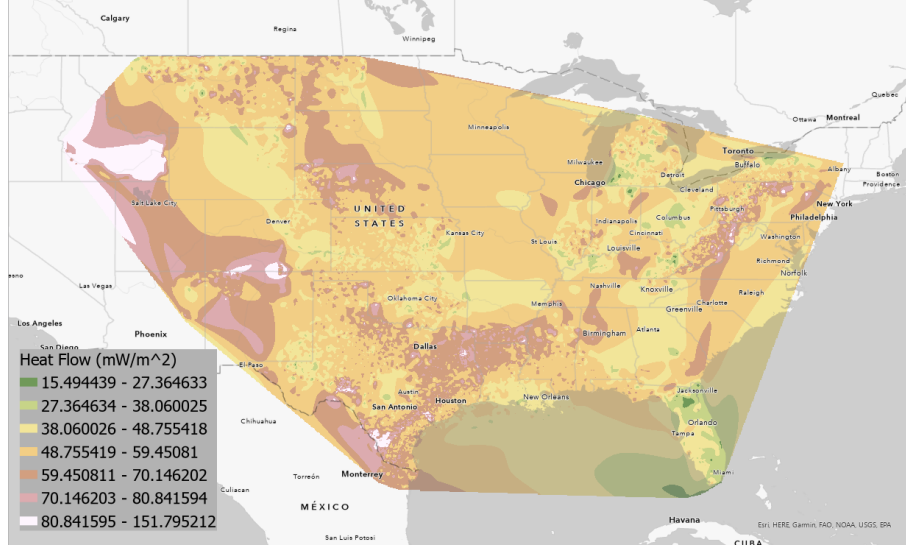 Calgary
Regina
Winnipeg
Quebec
Ottawa Montreal
Minneapolis
Toronto
Buffalo
Milwaukee
Albany
Detroit
Boston
Chicago
Providence
Cleveland
Salt Lake City
New York
UNITED
STATES
Pittsburgh
Philadelphia
Denver
Indianapolis
Columbus
Kansas City
Cincinnati
Washington
St Louis
Louisville
Richmond
Norfolk
esno
Las Vegas
Nashville
Knoxville
Raleigh
Oklahoma City
Memphis
Charlotte
Greenville
Los Angeles
Phoenix
Birmingham
Atlanta
San Diego
Dallas
Heat Flow (mW/m^2)
El Paso
15.494439 - 27.364633
27.364634 - 38.060025
38.060026 - 48.755418
48.755419 - 59.45081
59.450811 - 70.146202
70.146203 - 80.841594
80.841595 - 151.795212
Austin
Houston
New Orleans
Jacksonville
San Antonio
Chihuahua
Orlando
Tampa
Torreón
Monterrey
Miami
Culiacan
MÉXICO
Havana
Esri, HERE, Garmin, FAO, NOAA, USGS, EPA
San Luis Potosi
CUBA